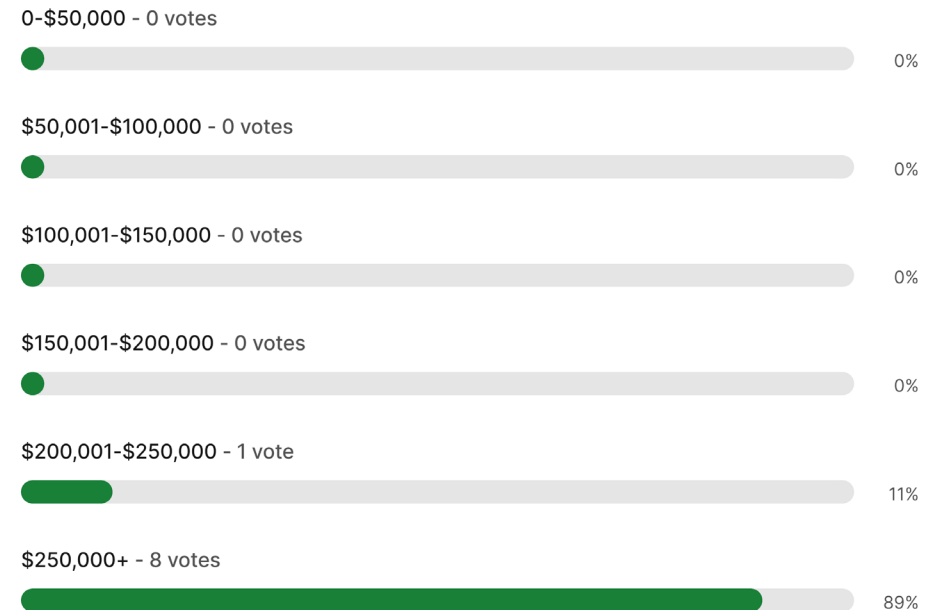 0-$50,000 - 0 votes
0%
$50,001-$100,000 - 0 votes
0%
$100,001-$150,000 - 0 votes
0%
$150,001-$200,000 - 0 votes
0%
$200,001-$250,000 - 1 vote
11%
$250,000+ - 8 votes
89%